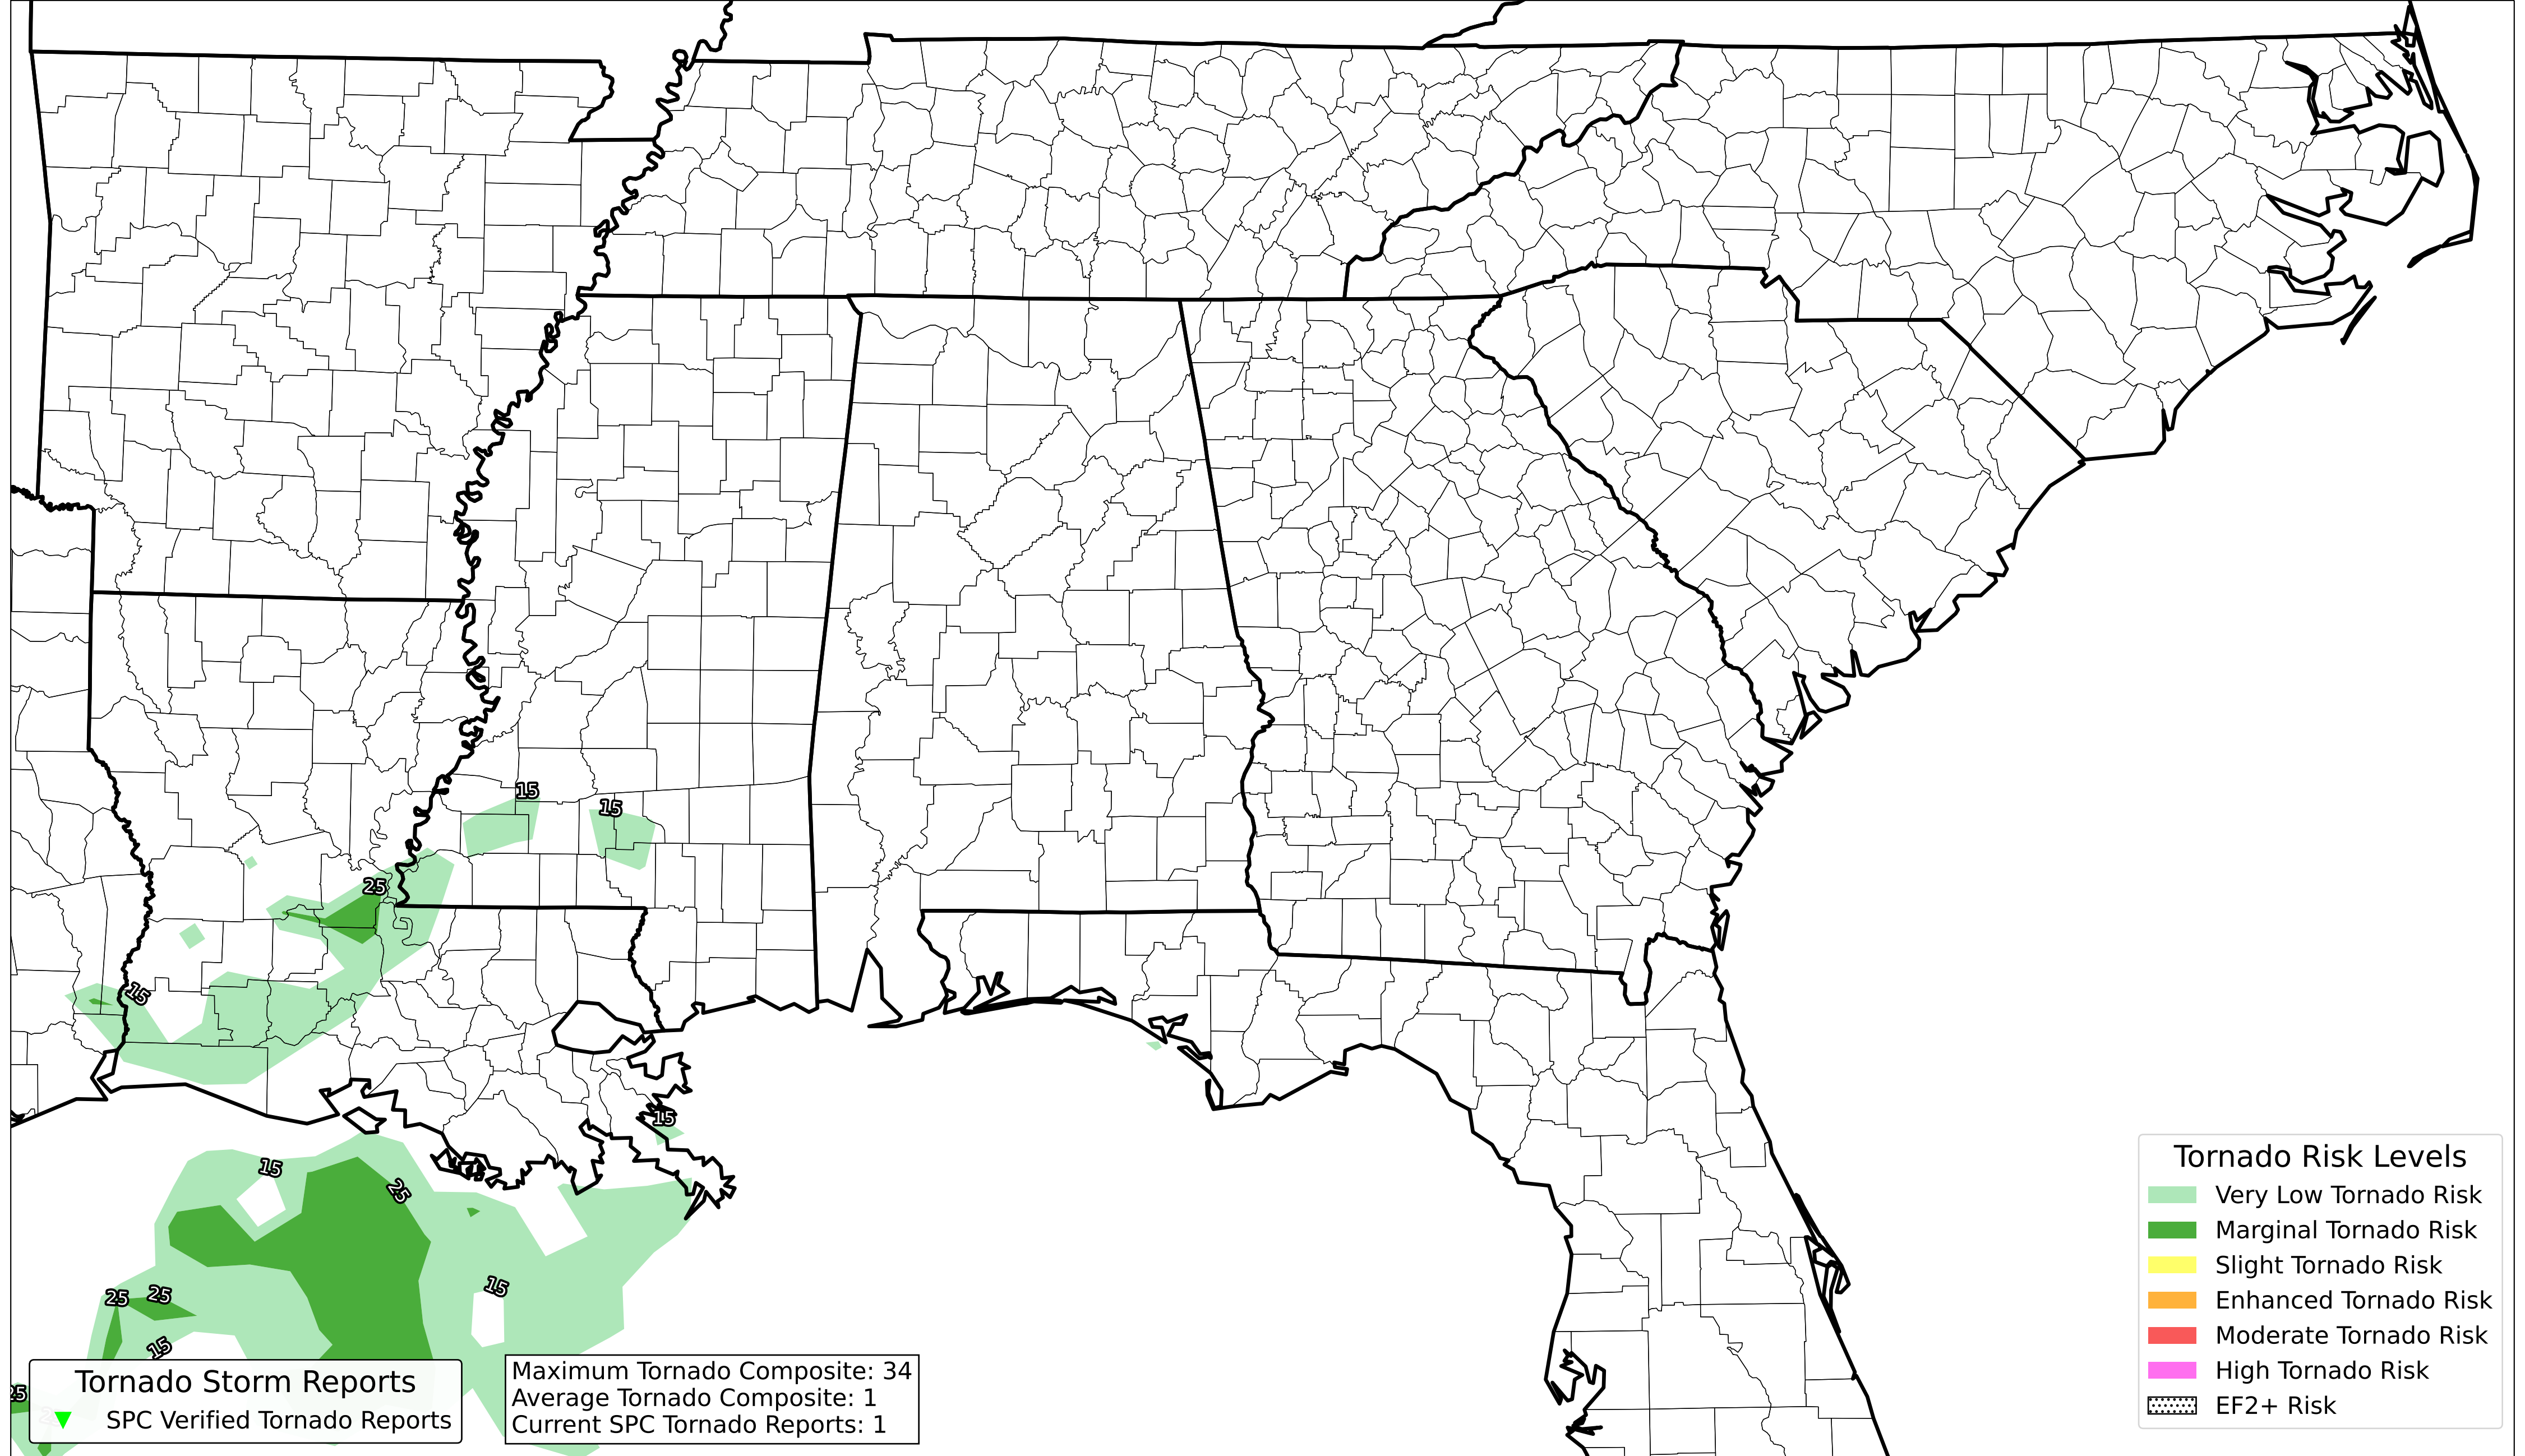 15
15
25
15
15
15
25
15
25
25
15
25
Tornado Storm Reports
SPC Verified Tornado Reports
Maximum Tornado Composite: 34
Average Tornado Composite: 1
Current SPC Tornado Reports: 1
Tornado Risk Levels
Very Low Tornado Risk
Marginal Tornado Risk
Slight Tornado Risk
Enhanced Tornado Risk
Moderate Tornado Risk
High Tornado Risk
EF2+ Risk